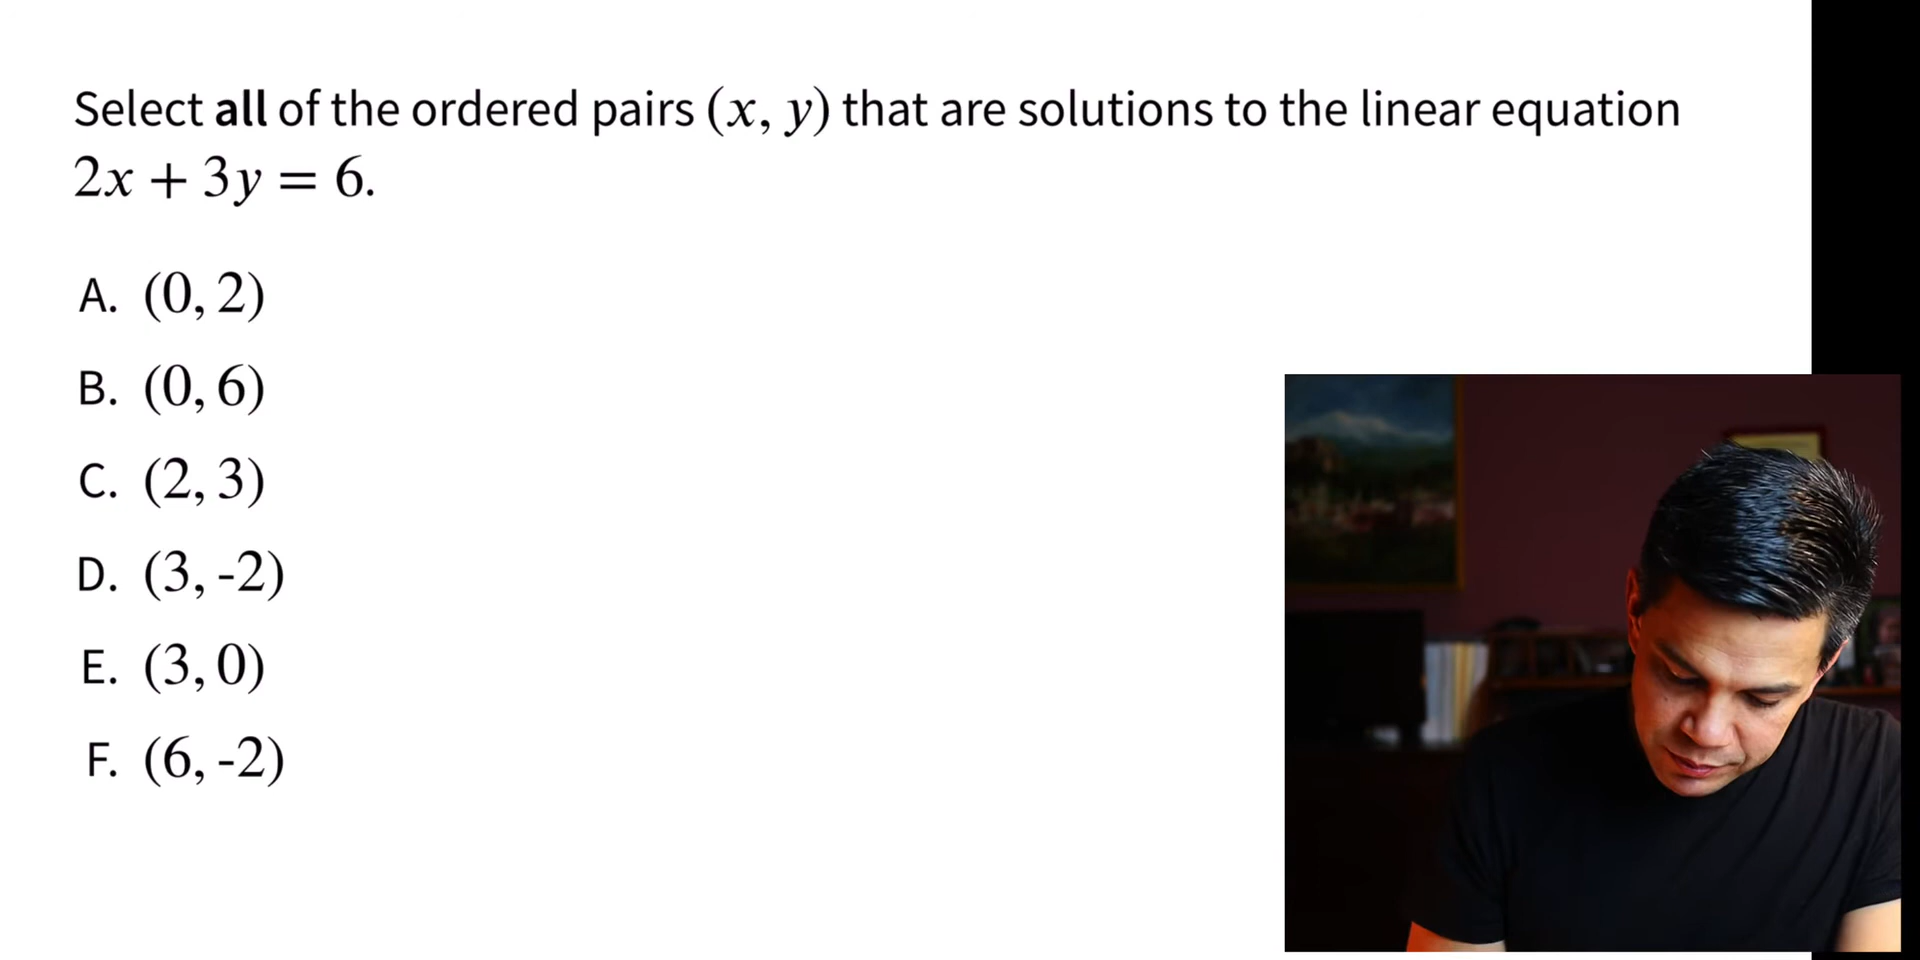 Select all of the ordered pairs (x, y) that are solutions to the linear equation
2x + 3y = 6.
A. (0, 2)
B. (0, 6)
C. (2, 3)
D. (3, -2)
E. (3, 0)
F. (6, -2)